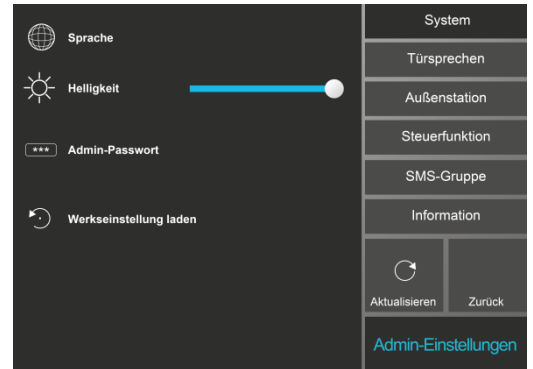 Sprache
Helligkeit
***
Admin-Passwort
Werkseinstellung laden
System
Türsprechen
Außenstation
Steuerfunktion
SMS-Gruppe
Information
Aktualisieren
Zurück
Admin-Einstellungen